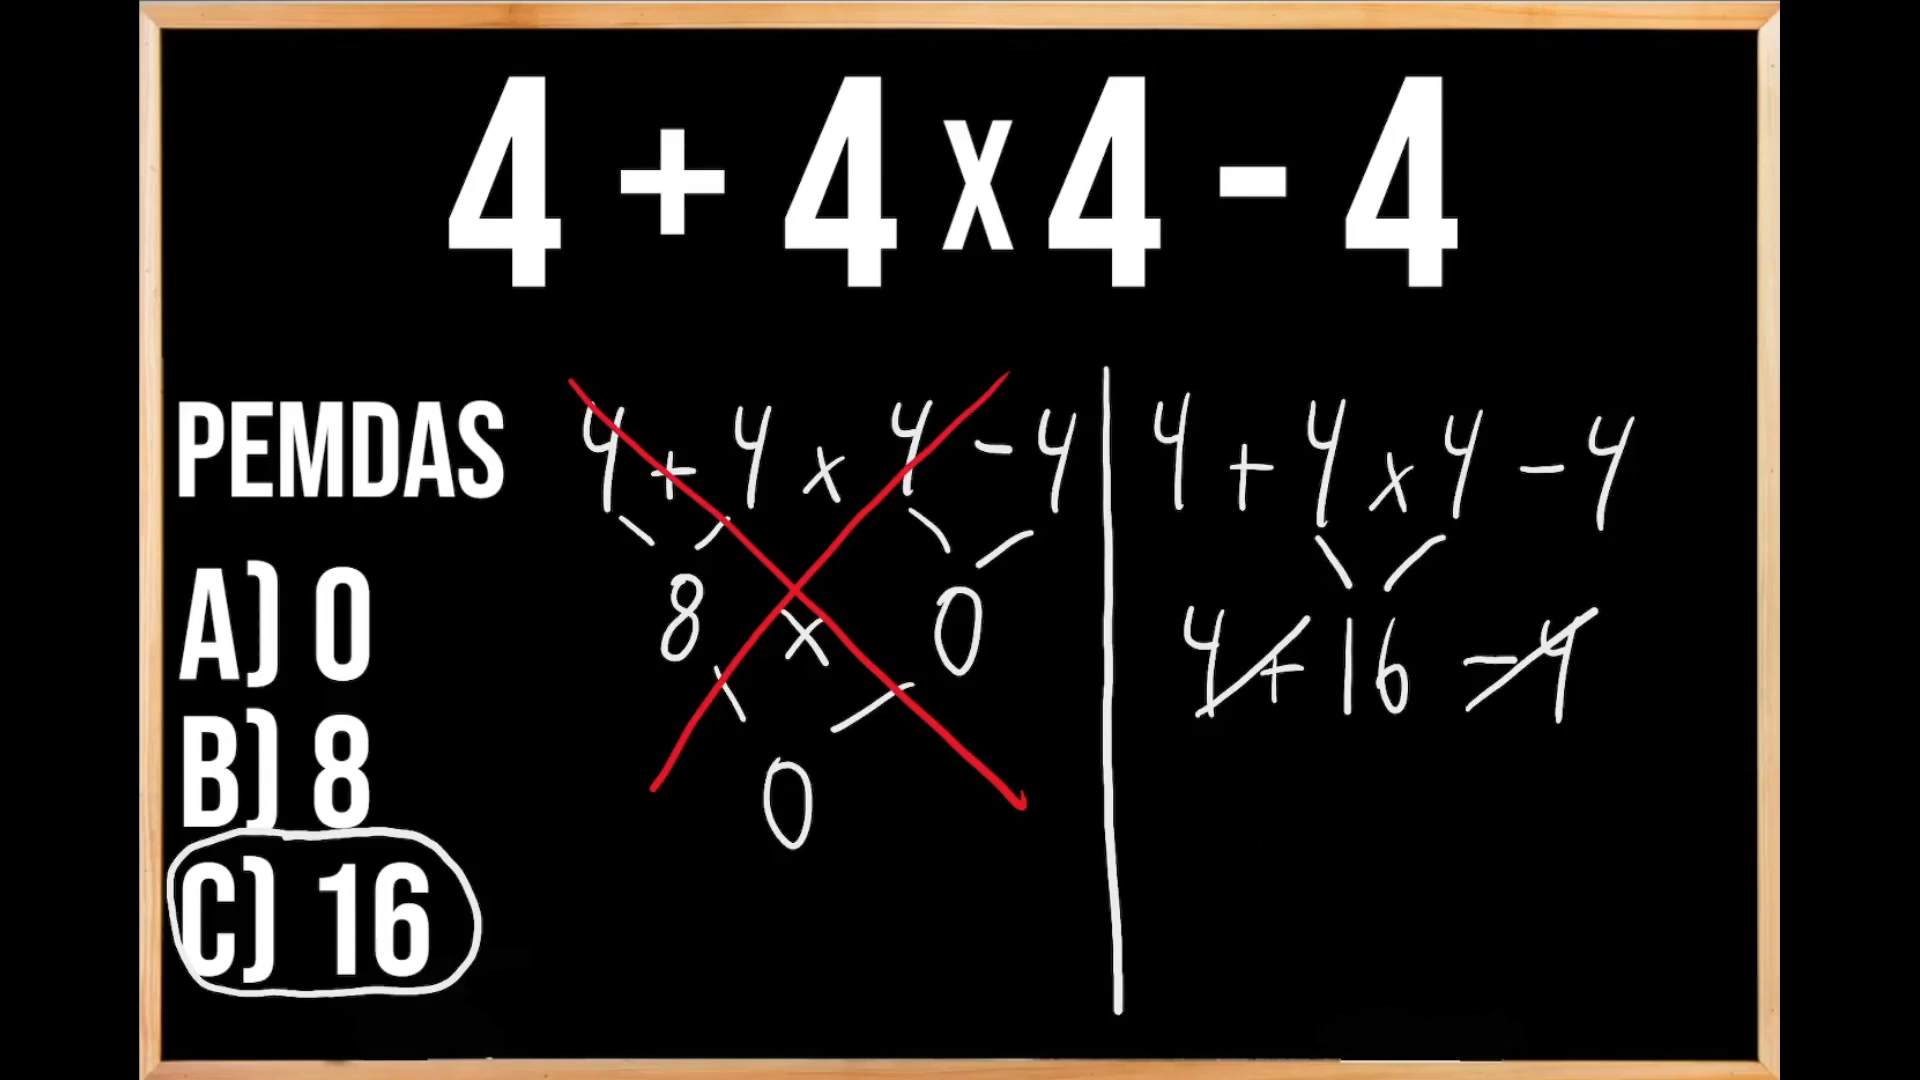 4 + 4 x 4 - 4
PEMDAS
A) 0
B) 8
C) 16
4 + 4 x 4 - 4
8 x 0
0
4 + 4 x 4 - 4
4 + 16 - 4